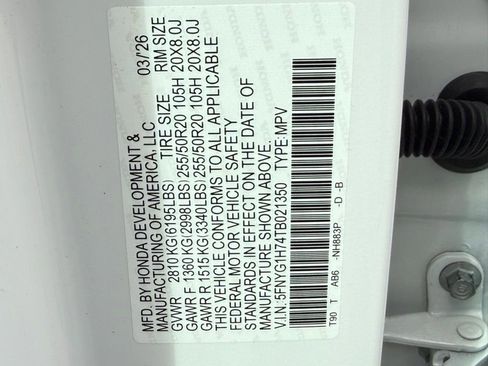 MFD. BY HONDA DEVELOPMENT & 03/'26
MANUFACTURING OF AMERICA, LLC TIRE SIZE RIM SIZE
GVWR 2810 KG(6195LBS)
GAWR F 1360 KG(2998LBS) 255/50R20 105H 20X8.0J
GAWR R 1515 KG(3340LBS) 255/50R20 105H 20X8.0J
THIS VEHICLE CONFORMS TO ALL APPLICABLE
FEDERAL MOTOR VEHICLE SAFETY
STANDARDS IN EFFECT ON THE DATE OF
MANUFACTURE SHOWN ABOVE.
V.I.N: 5FNYG1H74TB021350 TYPE: MPV
T90 T AB6 -NH883P -D -B
HONDA